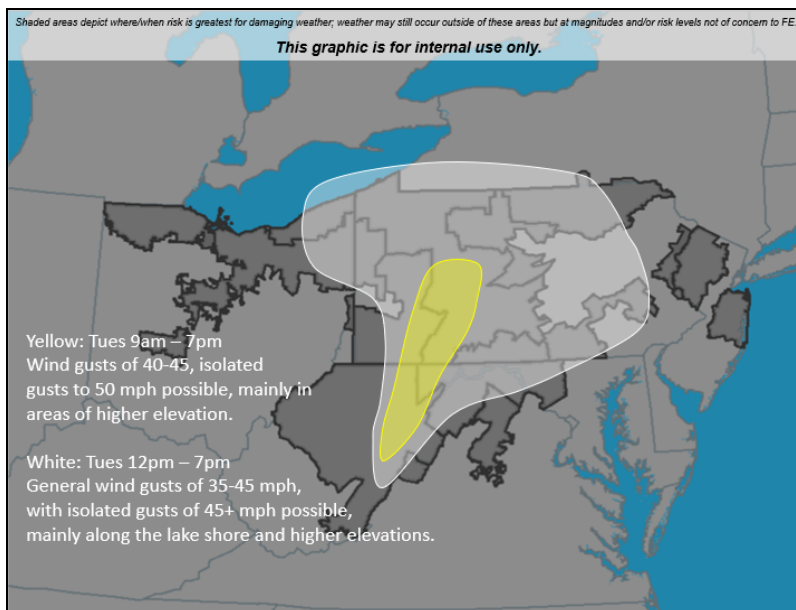 Shaded areas depict where/when risk is greatest for damaging weather; weather may still occur outside of these areas but at magnitudes and/or risk levels not of concern to FE.
This graphic is for internal use only.
Yellow: Tues 9am – 7pm
Wind gusts of 40-45, isolated
gusts to 50 mph possible, mainly in
areas of higher elevation.
White: Tues 12pm – 7pm
General wind gusts of 35-45 mph,
with isolated gusts of 45+ mph possible,
mainly along the lake shore and higher elevations.